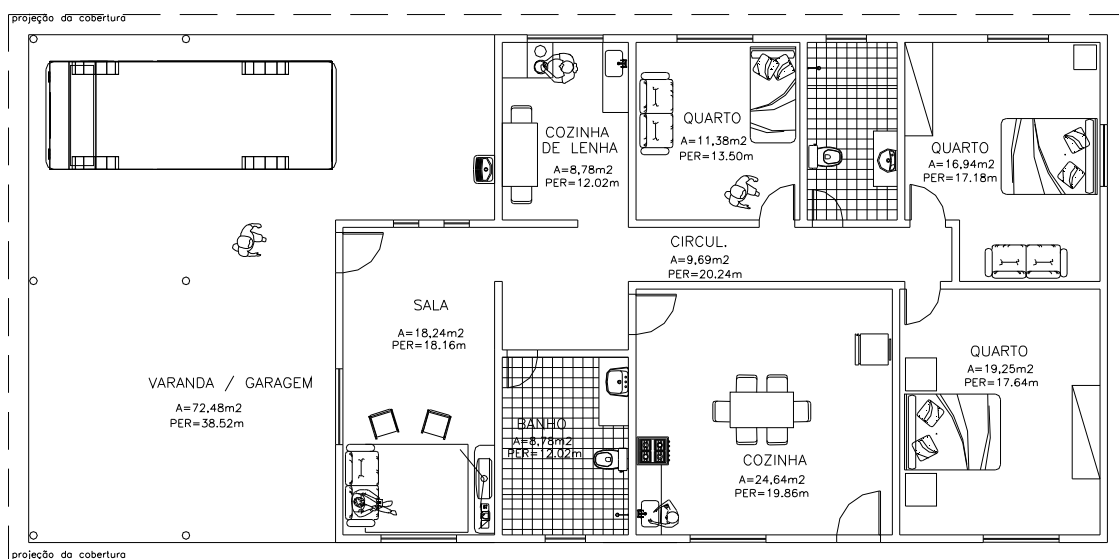 projeção da cobertura
COZINHA
DE LENHA
A=8,78m2
PER=12.02m
QUARTO
A=11,38m2
PER=13.50m
QUARTO
A=16,94m2
PER=17.18m
CIRCUL.
A=9,69m2
PER=20.24m
SALA
A=18,24m2
PER=18.16m
VARANDA / GARAGEM
A=72,48m2
PER=38.52m
QUARTO
A=19,25m2
PER=17.64m
BANHO
A=8,78m2
PER=12.02m
COZINHA
A=24,64m2
PER=19.86m
projeção da cobertura